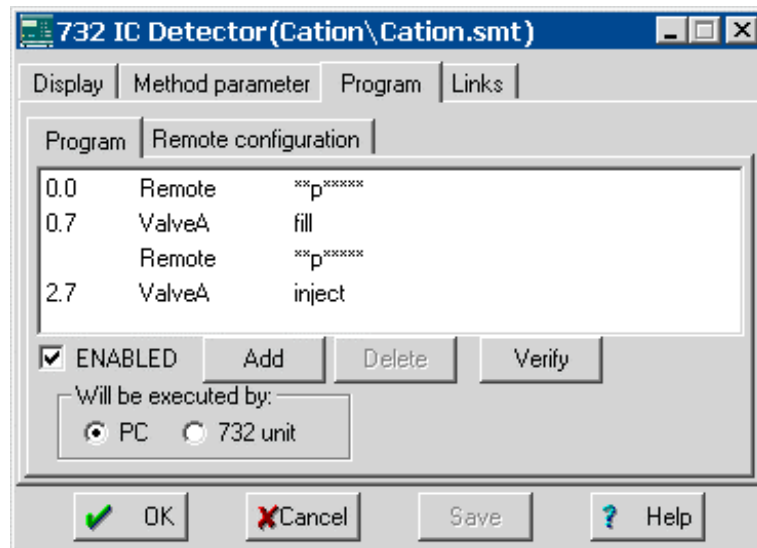 732 IC Detector(Cation\Cation.smt)
Display Method parameter Program Links
Program Remote configuration
0.0 Remote **p*****
0.7 ValveA fill
Remote **p*****
2.7 ValveA inject
ENABLED Add Delete Verify
Will be executed by:
PC 732 unit
OK Cancel Save ? Help